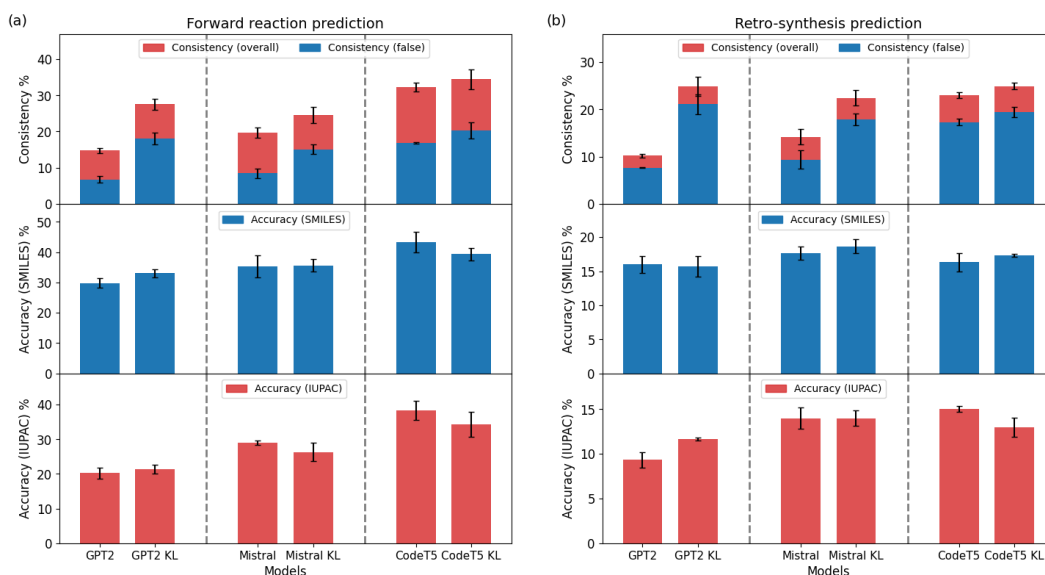 (a)
Forward reaction prediction
Consistency (overall)
Consistency (false)
Consistency %
40
30
20
10
0
Accuracy (SMILES)
Accuracy (SMILES) %
50
40
30
20
10
0
Accuracy (IUPAC)
Accuracy (IUPAC) %
40
30
20
10
0
GPT2
GPT2 KL
Mistral
Mistral KL
CodeT5
CodeT5 KL
Models
(b)
Retro-synthesis prediction
Consistency (overall)
Consistency (false)
Consistency %
30
20
10
0
Accuracy (SMILES)
Accuracy (SMILES) %
20
15
10
5
0
Accuracy (IUPAC)
Accuracy (IUPAC) %
15
10
5
0
GPT2
GPT2 KL
Mistral
Mistral KL
CodeT5
CodeT5 KL
Models